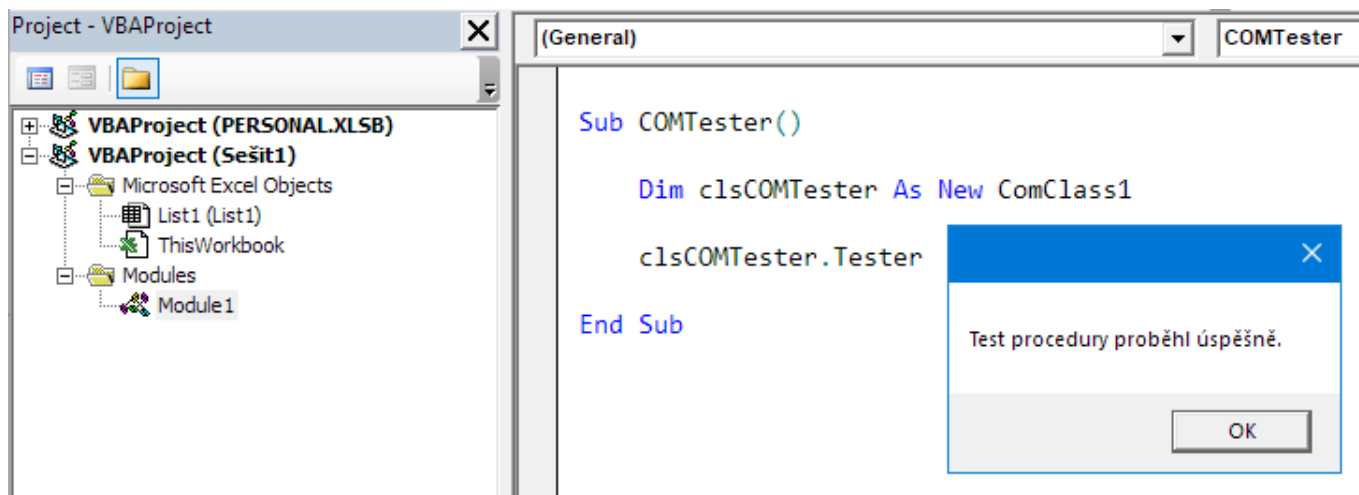 Project - VBAProject
VBAProject (PERSONAL.XLSB)
VBAProject (Sešit1)
Microsoft Excel Objects
List1 (List1)
ThisWorkbook
Modules
Module1
(General)
COMTester
Sub COMTester()
Dim clsCOMTester As New ComClass1
clsCOMTester.Tester
End Sub
Test procedury proběhl úspěšně.
OK